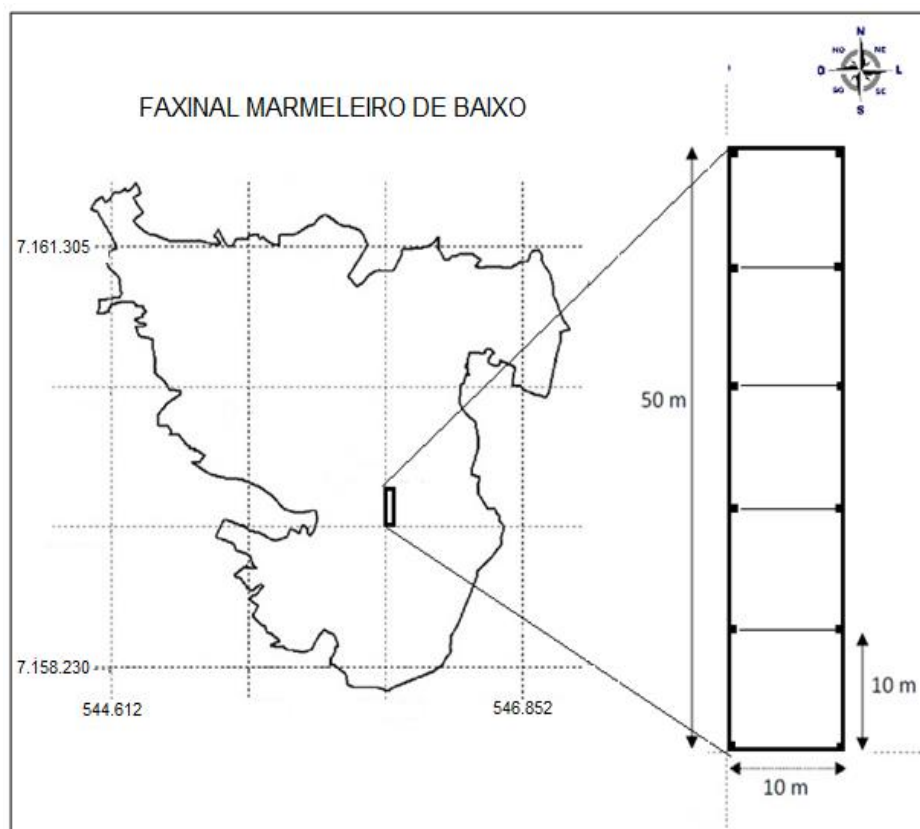 N
NO NE
O L
SO SE
S
FAXINAL MARMELEIRO DE BAIXO
7.161.305
50 m
7.158.230
10 m
544.612 546.852
10 m